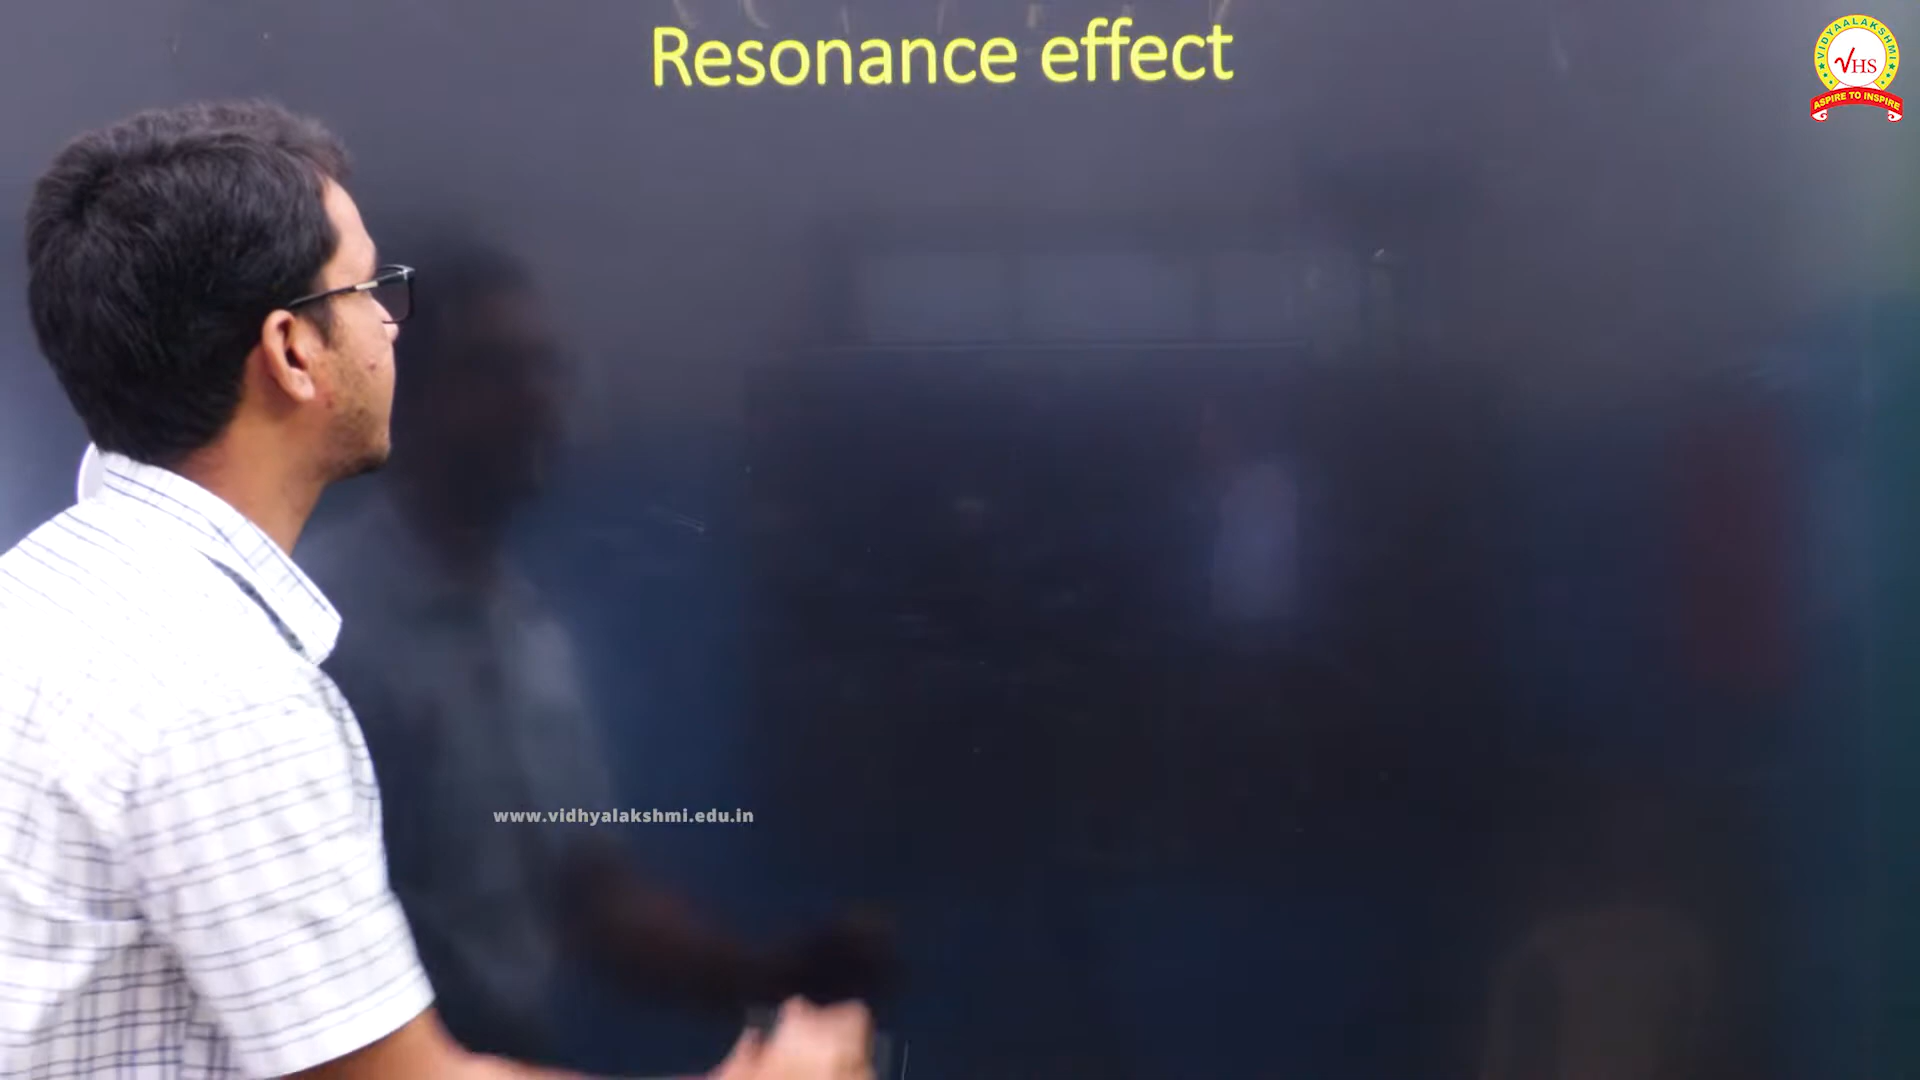 Resonance effect
VIDYAALAKSHMI
VHS
ASPIRE TO INSPIRE
www.vidhyalakshmi.edu.in